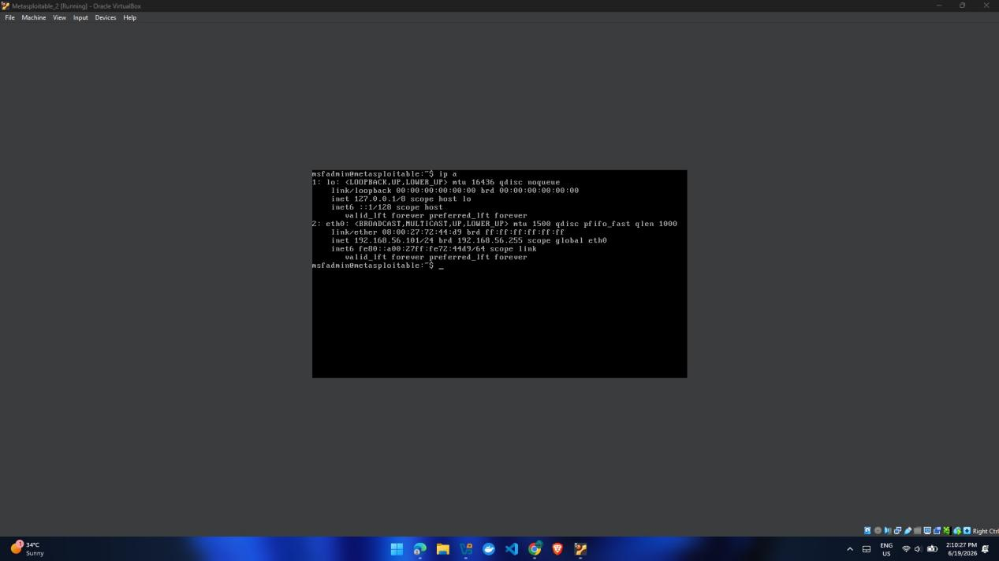 Metasploitable_2 [Running] - Oracle VirtualBox
File Machine View Input Devices Help
msfadmin@metasploitable:~$ ip a
1: lo: <LOOPBACK,UP,LOWER_UP> mtu 16436 qdisc noqueue
link/loopback 00:00:00:00:00:00 brd 00:00:00:00:00:00
inet 127.0.0.1/8 scope host lo
inet6 ::1/128 scope host
valid_lft forever preferred_lft forever
2: eth0: <BROADCAST,MULTICAST,UP,LOWER_UP> mtu 1500 qdisc pfifo_fast qlen 1000
link/ether 08:00:27:72:44:d9 brd ff:ff:ff:ff:ff:ff
inet 192.168.56.101/24 brd 192.168.56.255 scope global eth0
inet6 fe80::a00:27ff:fe72:44d9/64 scope link
valid_lft forever preferred_lft forever
msfadmin@metasploitable:~$ _
Right Ctrl
1
34°C
Sunny
ENG
US
2:10:27 PM
6/19/2026